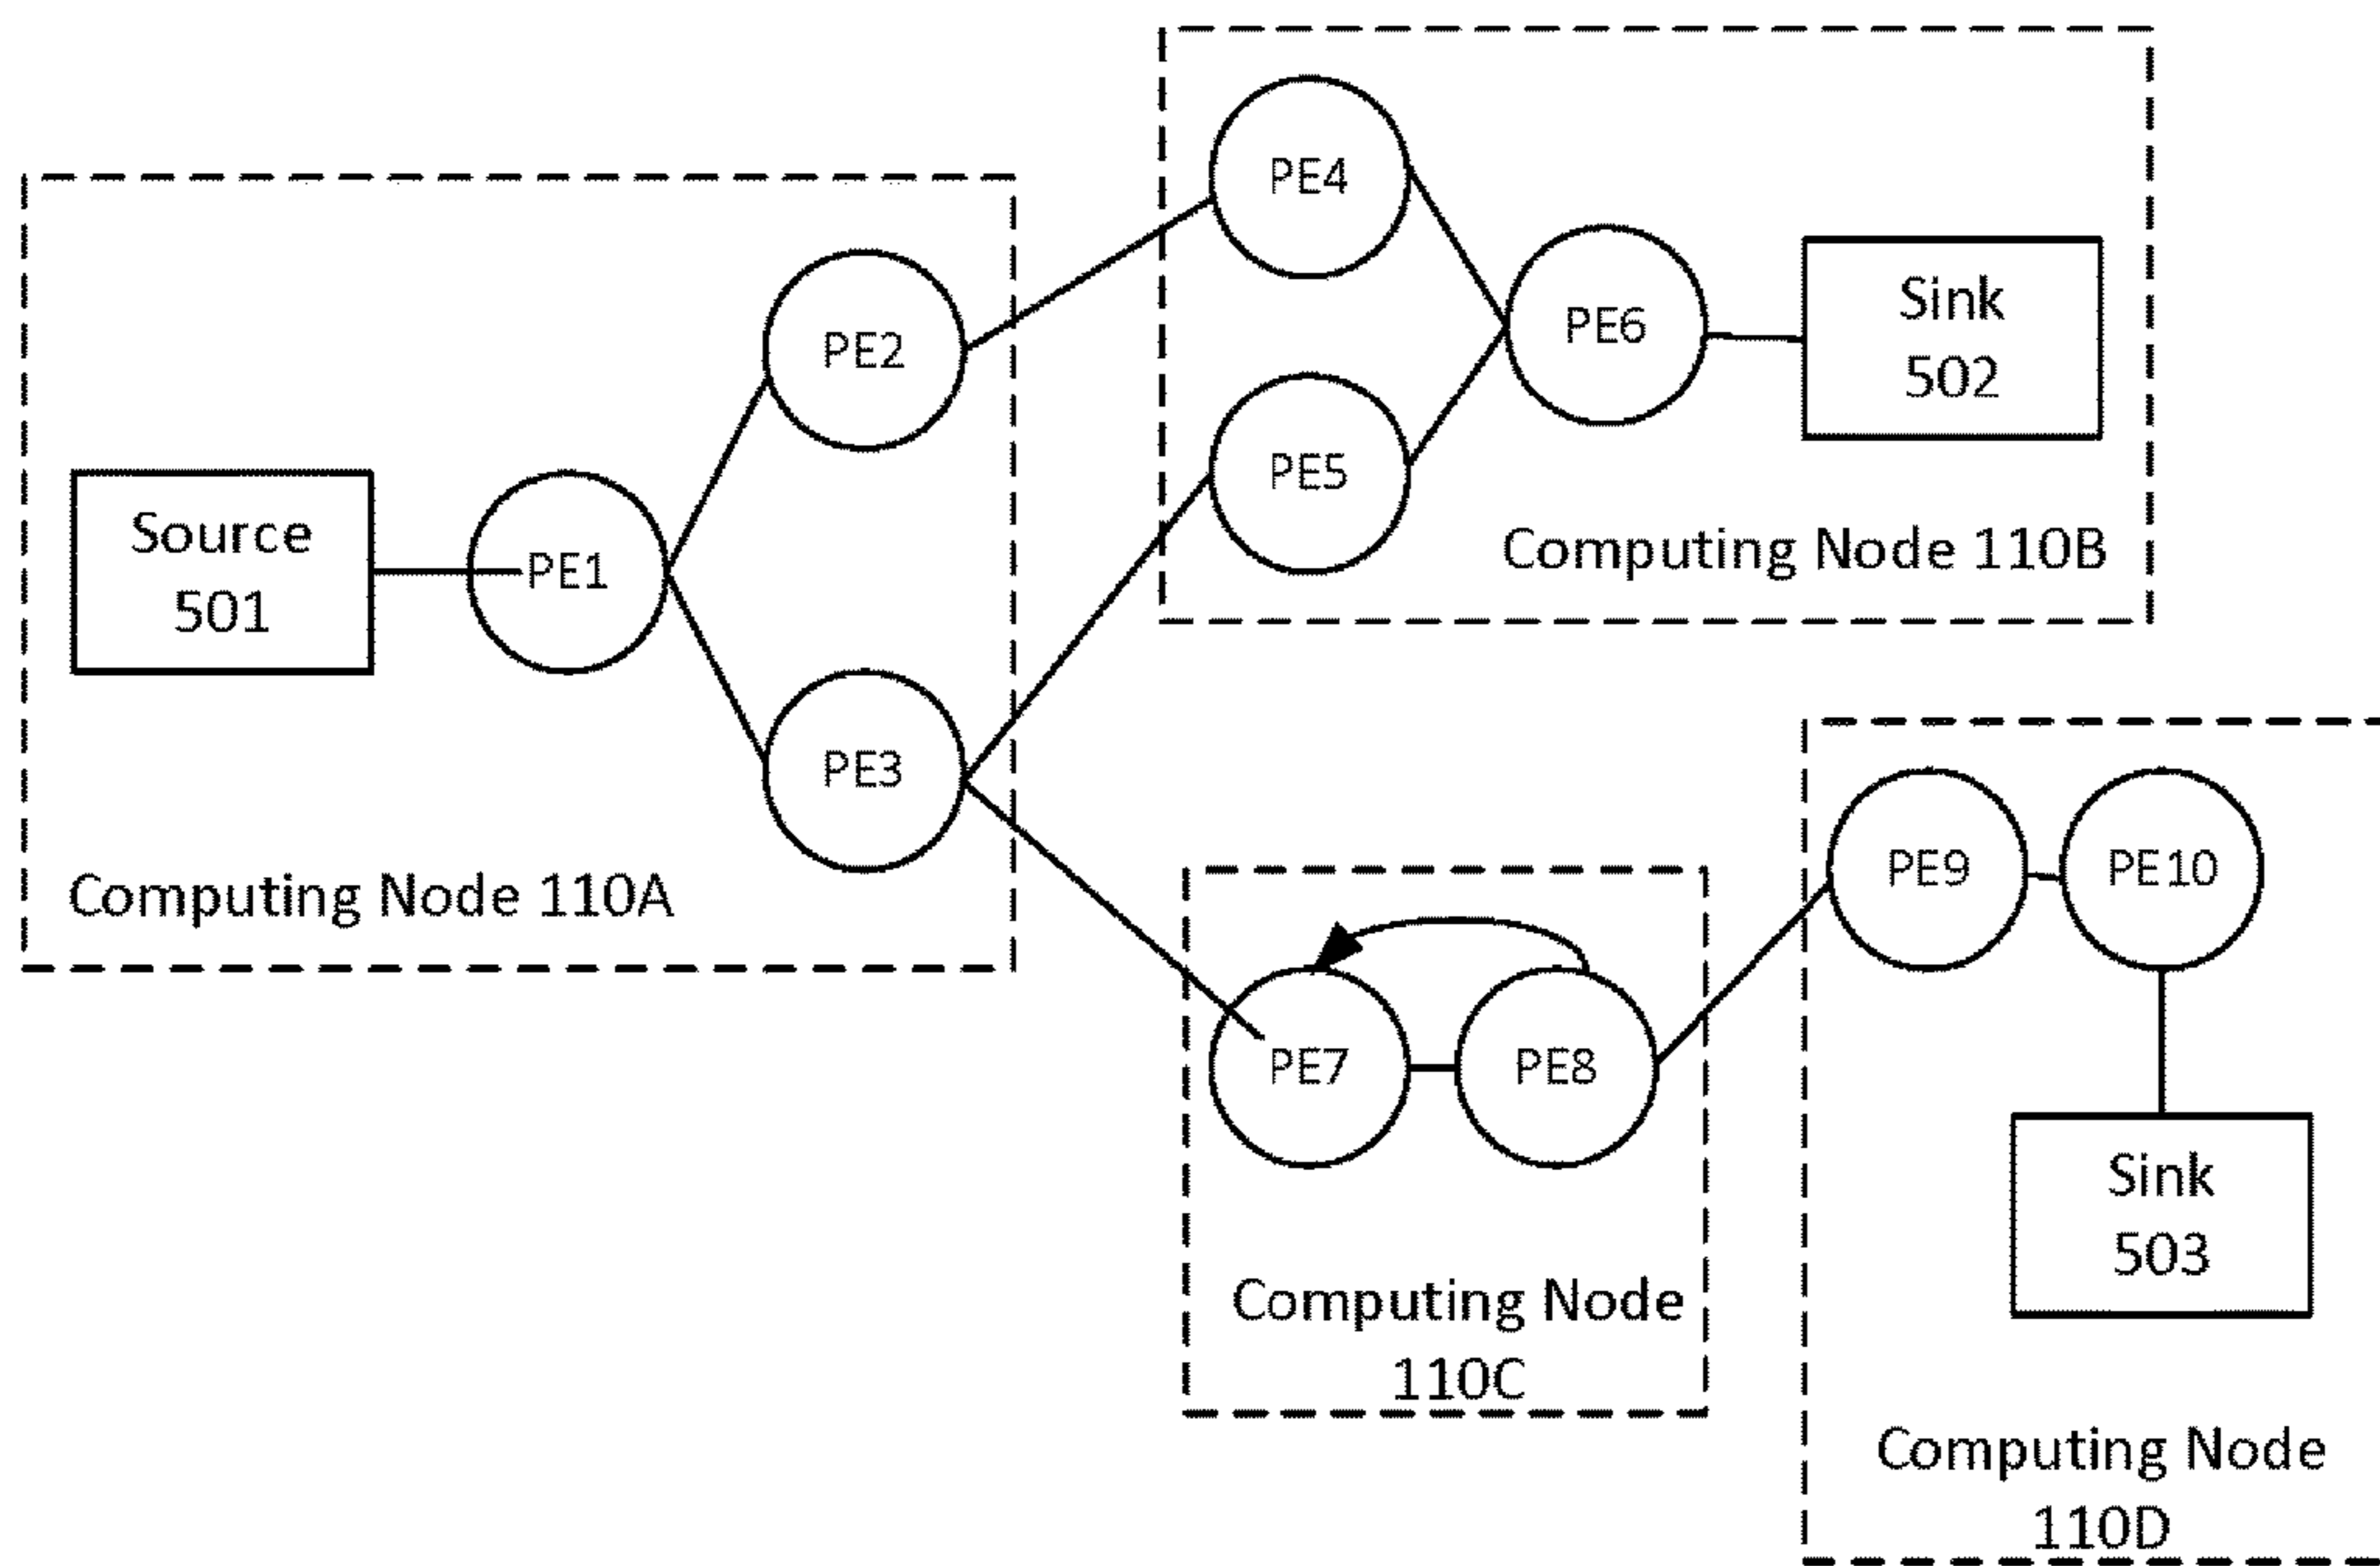 PE4
PE2
PE6
Sink
502
PE5
Source
501
PE1
Computing Node 110B
PE3
Computing Node 110A
PE9
PE10
PE7
PE8
Sink
503
Computing Node
110C
Computing Node
110D